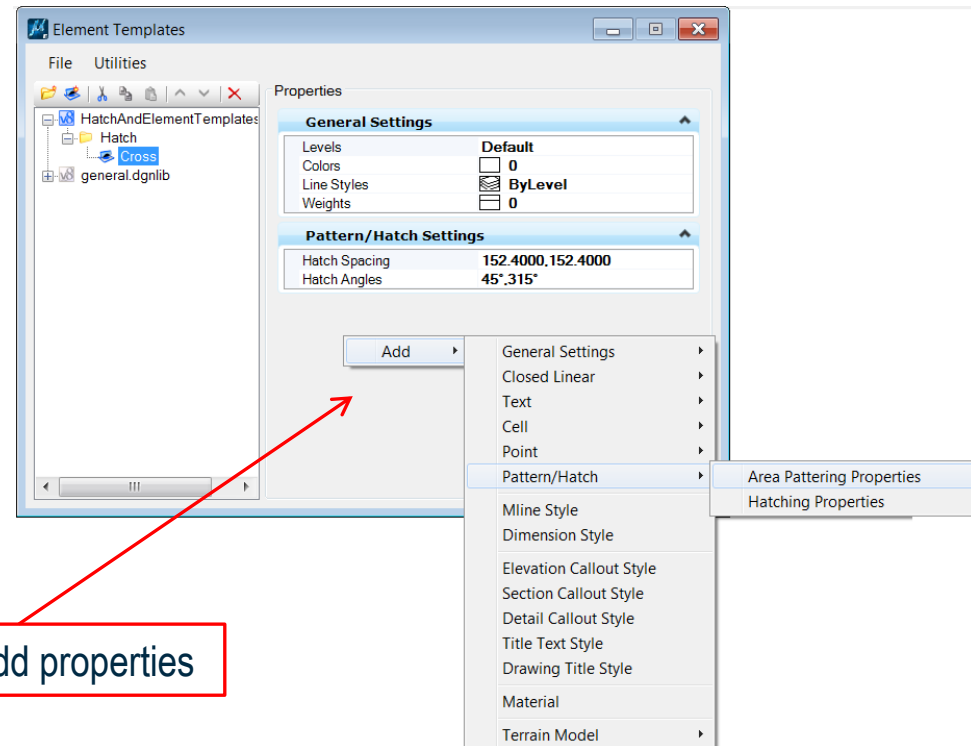 Element Templates
File Utilities
Properties
HatchAndElementTemplates
Hatch
Cross
general.dgnlib
General Settings
Levels Default
Colors 0
Line Styles ByLevel
Weights 0
Pattern/Hatch Settings
Hatch Spacing 152.4000,152.4000
Hatch Angles 45°,315°
Add
General Settings
Closed Linear
Text
Cell
Point
Pattern/Hatch
Area Pattering Properties
Hatching Properties
Mline Style
Dimension Style
Elevation Callout Style
Section Callout Style
Detail Callout Style
Title Text Style
Drawing Title Style
Material
Terrain Model
dd properties